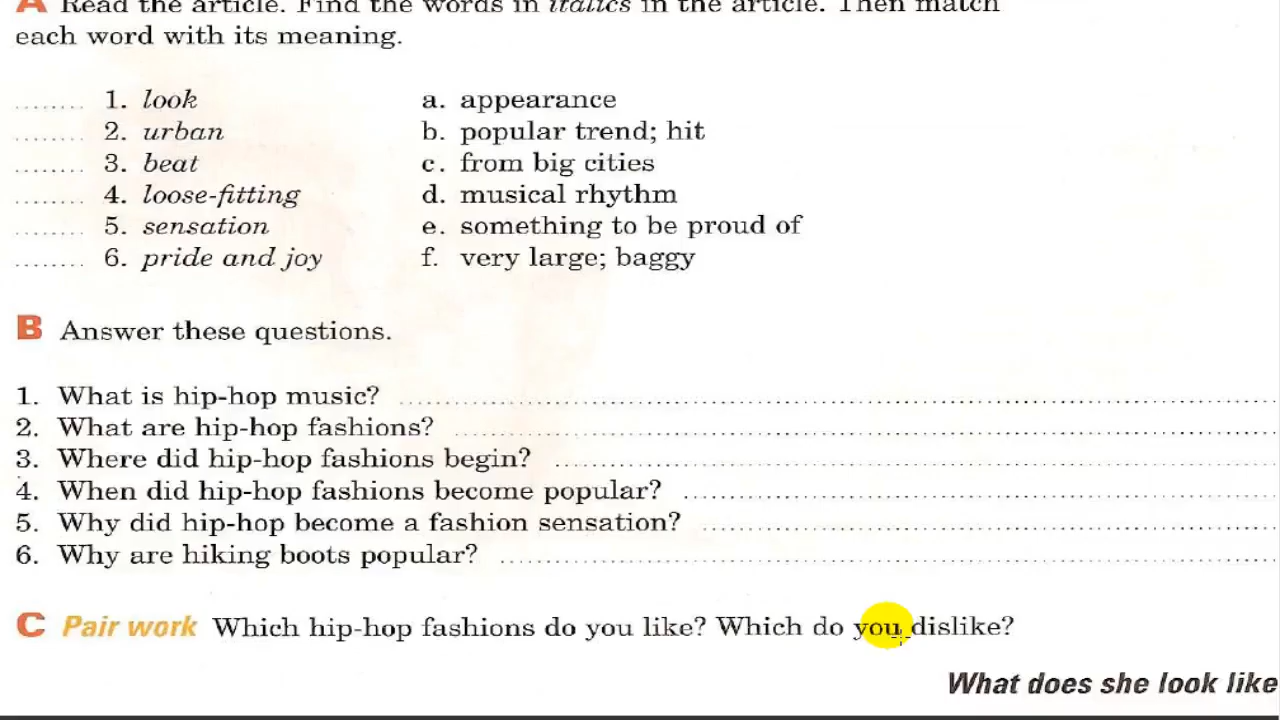 A Read the article. Find the words in italics in the article. Then match
each word with its meaning.
........ 1. look a. appearance
........ 2. urban b. popular trend; hit
........ 3. beat c. from big cities
........ 4. loose-fitting d. musical rhythm
........ 5. sensation e. something to be proud of
........ 6. pride and joy f. very large; baggy
B Answer these questions.
1. What is hip-hop music?
2. What are hip-hop fashions?
3. Where did hip-hop fashions begin?
4. When did hip-hop fashions become popular?
5. Why did hip-hop become a fashion sensation?
6. Why are hiking boots popular?
C Pair work Which hip-hop fashions do you like? Which do you dislike?
What does she look like